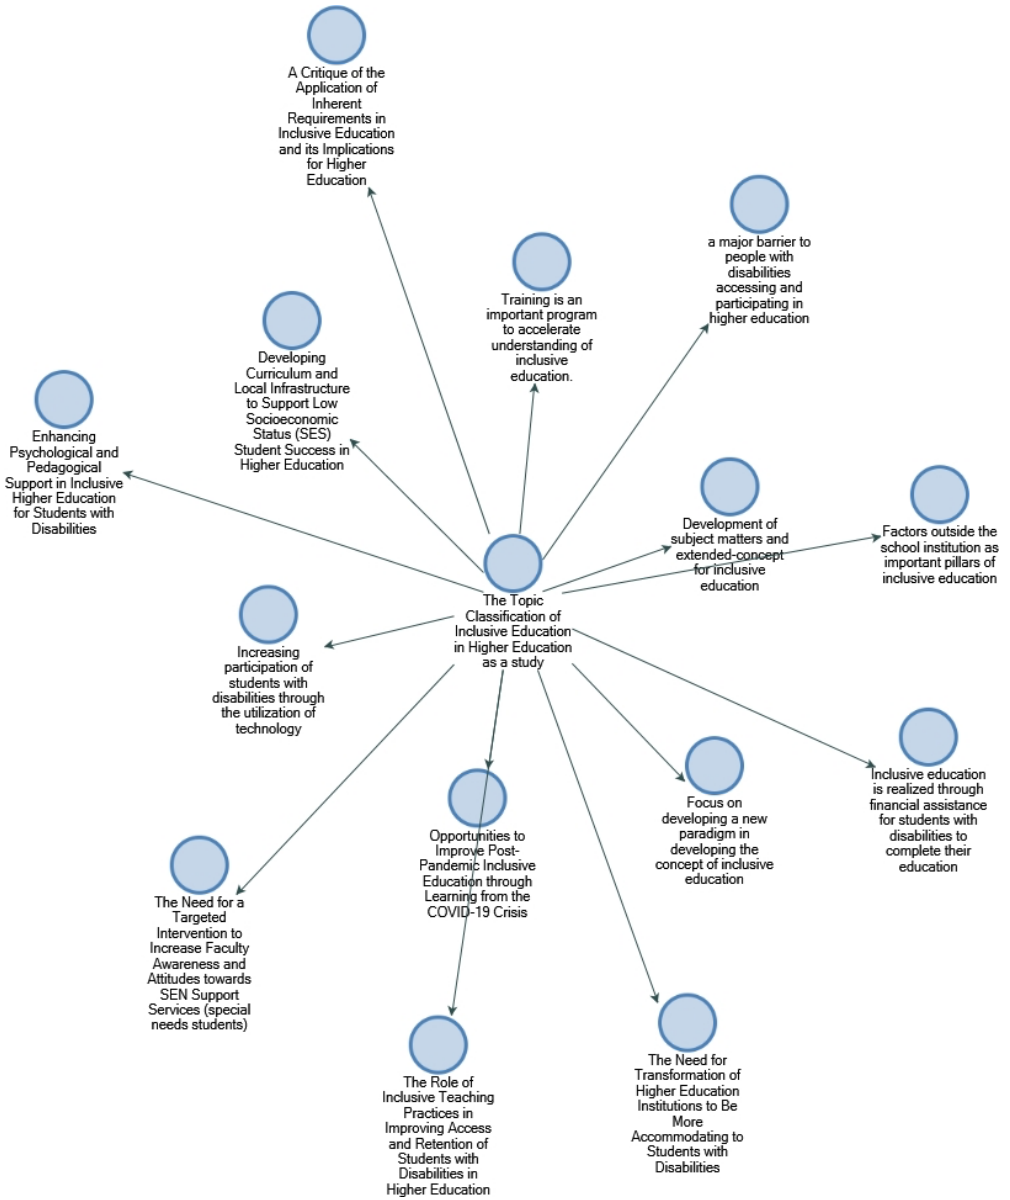 A Critique of the
Application of
Inherent
Requirements in
Inclusive Education
and its Implications
for Higher
Education
a major barrier to
people with
disabilities
accessing and
participating in
higher education
Training is an
important program
to accelerate
understanding of
inclusive
education.
Developing
Curriculum and
Local Infrastructure
to Support Low
Socioeconomic
Status (SES)
Student Success in
Higher Education
Enhancing
Psychological and
Pedagogical
Support in Inclusive
Higher Education
for Students with
Disabilities
Development of
subject matters and
extended-concept
for inclusive
education
Factors outside the
school institution as
important pillars of
inclusive education
The Topic
Classification of
Inclusive Education
in Higher Education
as a study
Increasing
participation of
students with
disabilities through
the utilization of
technology
Inclusive education
is realized through
financial assistance
for students with
disabilities to
complete their
education
Focus on
developing a new
paradigm in
developing the
concept of inclusive
education
Opportunities to
Improve Post-
Pandemic Inclusive
Education through
Learning from the
COVID-19 Crisis
The Need for a
Targeted
Intervention to
Increase Faculty
Awareness and
Attitudes towards
SEN Support
Services (special
needs students)
The Role of
Inclusive Teaching
Practices in
Improving Access
and Retention of
Students with
Disabilities in
Higher Education
The Need for
Transformation of
Higher Education
Institutions to Be
More
Accommodating to
Students with
Disabilities